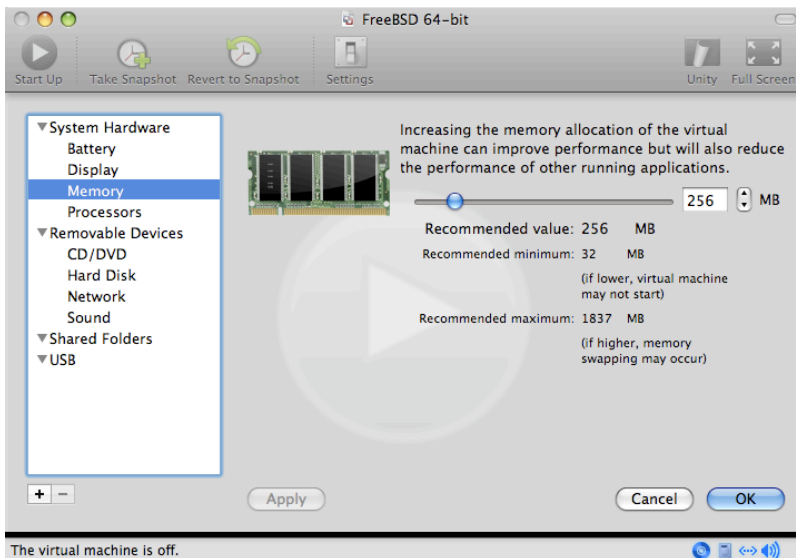 FreeBSD 64-bit
Start Up Take Snapshot Revert to Snapshot Settings Unity Full Screen
System Hardware
Battery
Display
Memory
Processors
Removable Devices
CD/DVD
Hard Disk
Network
Sound
Shared Folders
USB
Increasing the memory allocation of the virtual
machine can improve performance but will also reduce
the performance of other running applications.
256 MB
Recommended value: 256 MB
Recommended minimum: 32 MB
(if lower, virtual machine
may not start)
Recommended maximum: 1837 MB
(if higher, memory
swapping may occur)
Apply Cancel OK
The virtual machine is off.